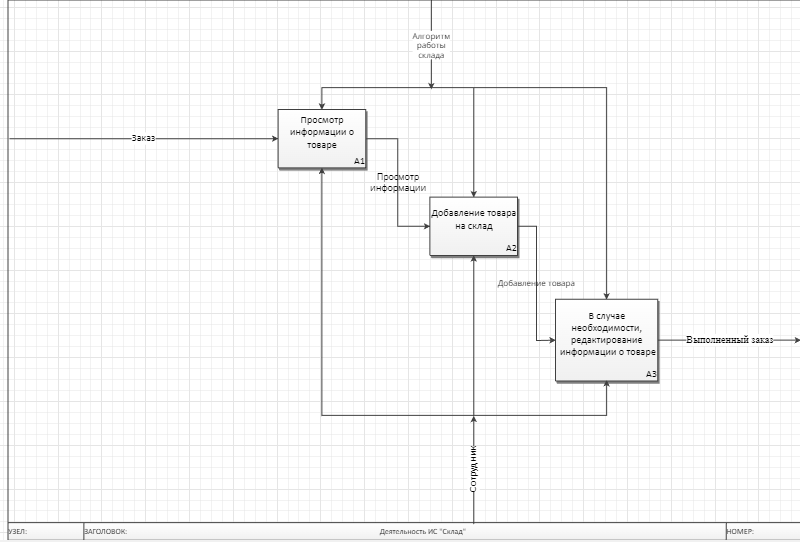 Алгоритм
работы
склада
Просмотр
информации о
товаре
A1
Заказ
Просмотр
информации
Добавление товара
на склад
A2
Добавление товара
В случае
необходимости,
редактирование
информации о товаре
A3
Выполненный заказ
Сотрудник
УЗЕЛ:
ЗАГОЛОВОК:
Деятельность ИС "Склад"
НОМЕР: